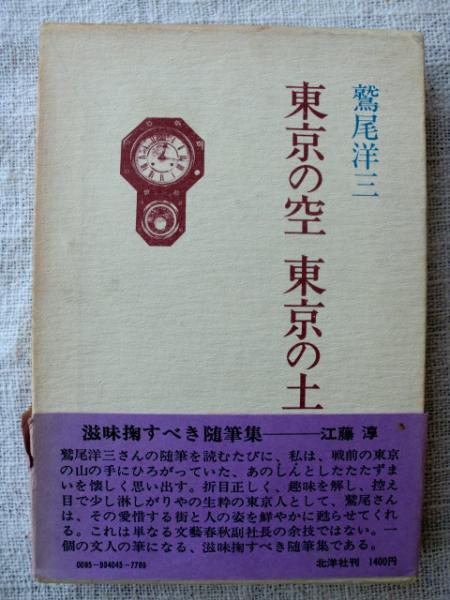 鷲尾洋三
東京の空 東京の土
滋味掬すべき随筆集――江藤 淳
鷲尾洋三さんの随筆を読むたびに、私は、戦前の東京
の山の手にひろがっていた、あのしんとしたたたずま
いを懐しく思い出す。折目正しく、趣味を解し、控え
目で少し淋しがりやの生粋の東京人として、鷲尾さん
は、その愛惜する街と人の姿を鮮やかに甦らせてくれ
る。これは単なる文藝春秋副社長の余技ではない。一
個の文人の筆になる、滋味掬すべき随筆集である。
0095-904045-7769
北洋社刊 1400円